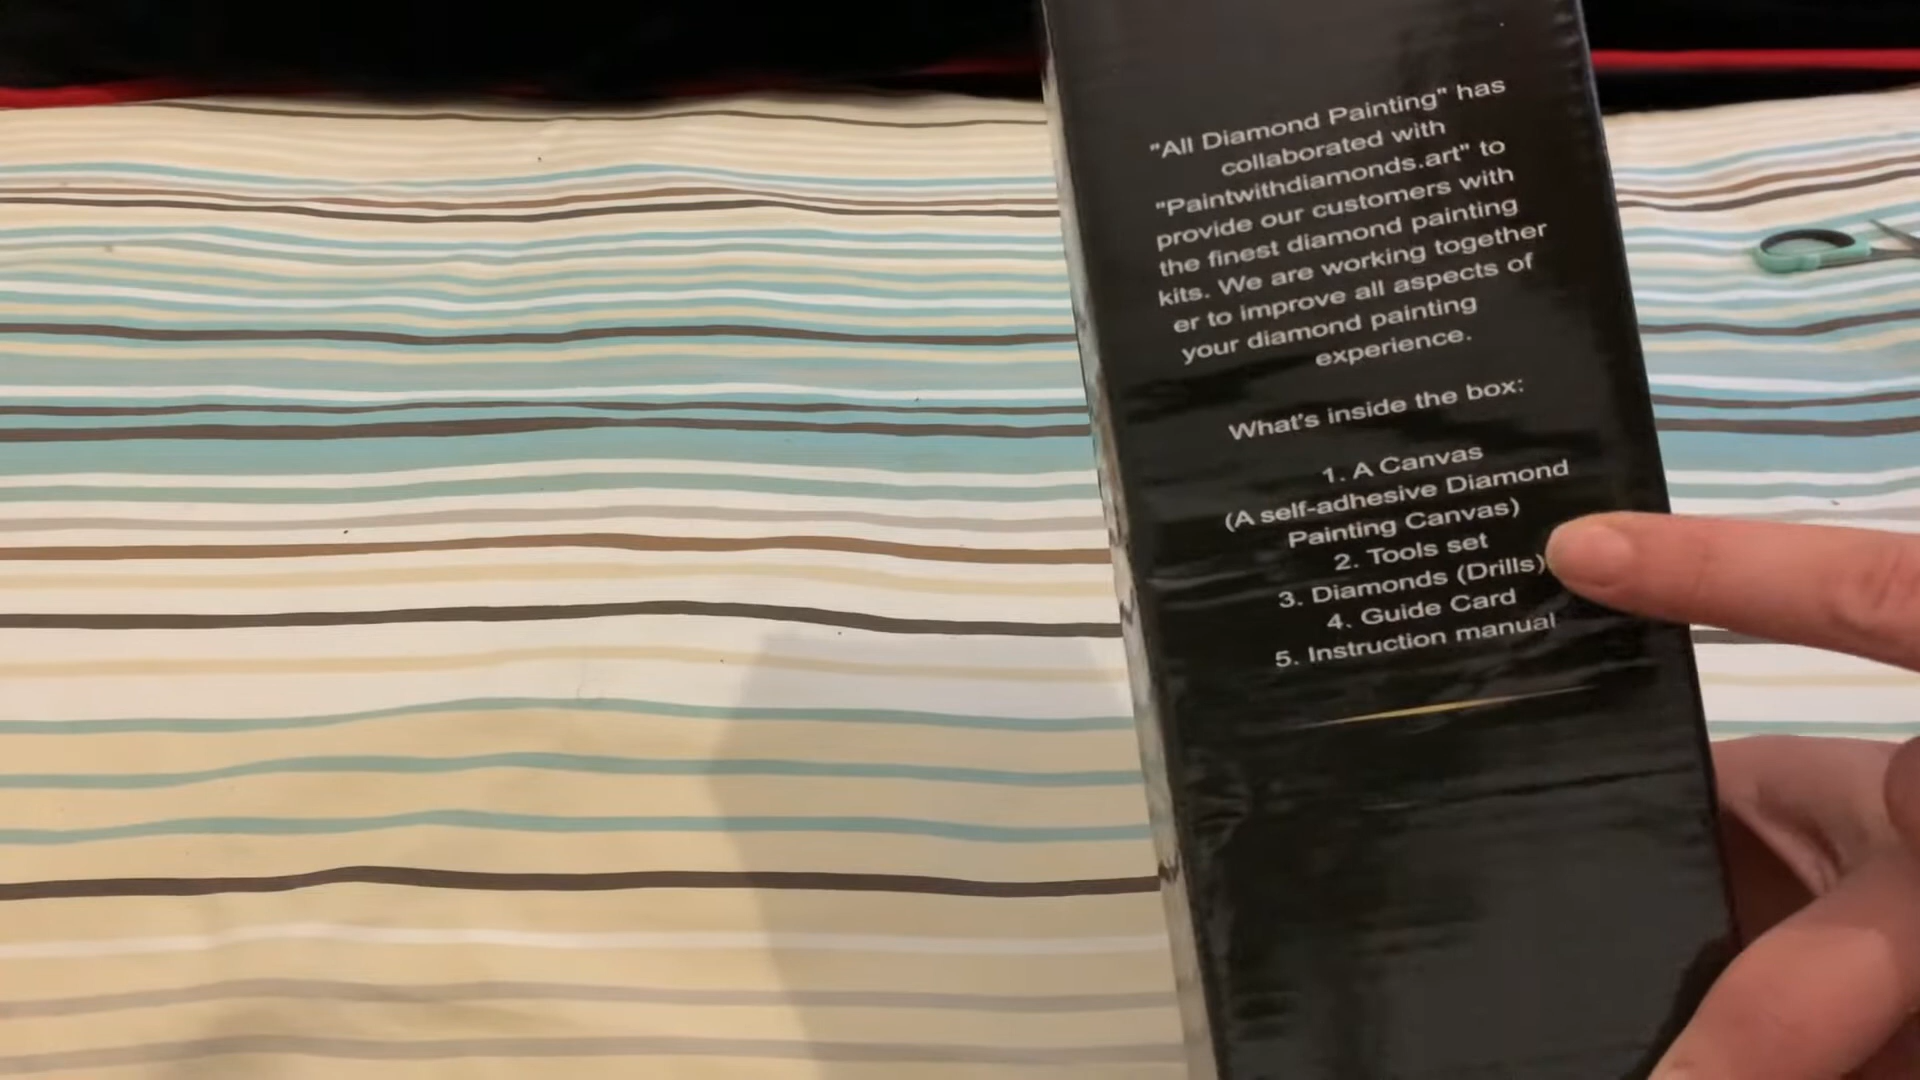 "All Diamond Painting" has
collaborated with
"Paintwithdiamonds.art" to
provide our customers with
the finest diamond painting
kits. We are working together
er to improve all aspects of
your diamond painting
experience.
What's inside the box:
1. A Canvas
(A self-adhesive Diamond
Painting Canvas)
2. Tools set
3. Diamonds (Drills)
4. Guide Card
5. Instruction manual